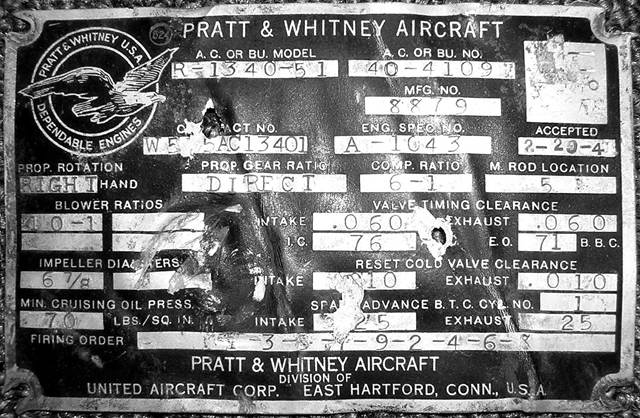 PRATT & WHITNEY U.S.A.
DEPENDABLE ENGINES
PRATT & WHITNEY AIRCRAFT
A.C. OR BU. MODEL A.C. OR BU. NO.
R-1340-51 40-4109
MFG. NO.
8879
CONTACT NO. ENG. SPEC. NO. ACCEPTED
AC13401 A-1043 2-20-4
PROP. ROTATION PROP. GEAR RATIO COMP. RATIO M. ROD LOCATION
RIGHT HAND DIRECT 6-1 5
BLOWER RATIOS VALVE TIMING CLEARANCE
10-1 INTAKE .060 EXHAUST .060
I.C. 76 E.O. 71 B.B.C.
IMPELLER DIAMETERS RESET COLD VALVE CLEARANCE
6 7/8 INTAKE .010 EXHAUST .010
MIN. CRUISING OIL PRESS. SPARK ADVANCE B.T.C. CYL. NO. 1
70 LBS./SQ. IN. INTAKE 25 EXHAUST 25
FIRING ORDER 9-2-4-6-8
PRATT & WHITNEY AIRCRAFT
DIVISION OF
UNITED AIRCRAFT CORP. EAST HARTFORD, CONN., U.S.A.